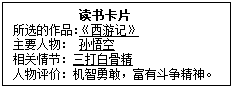 读书卡片
所选的作品：《西游记》
主要人物： 孙悟空
相关情节：三打白骨精
人物评价：机智勇敢，富有斗争精神。